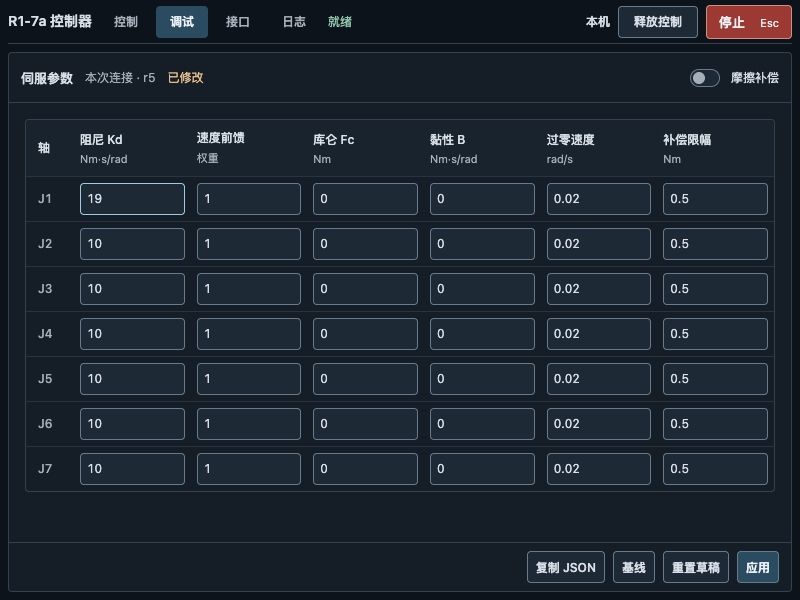 R1-7a 控制器 控制 调试 接口 日志 就绪 本机 释放控制 停止 Esc
伺服参数 本次连接 · r5 已修改 摩擦补偿
轴 阻尼 Kd 速度前馈 库仑 Fc 黏性 B 过零速度 补偿限幅
Nm·s/rad 权重 Nm Nm·s/rad rad/s Nm
J1 19 1 0 0 0.02 0.5
J2 10 1 0 0 0.02 0.5
J3 10 1 0 0 0.02 0.5
J4 10 1 0 0 0.02 0.5
J5 10 1 0 0 0.02 0.5
J6 10 1 0 0 0.02 0.5
J7 10 1 0 0 0.02 0.5
复制 JSON 基线 重置草稿 应用